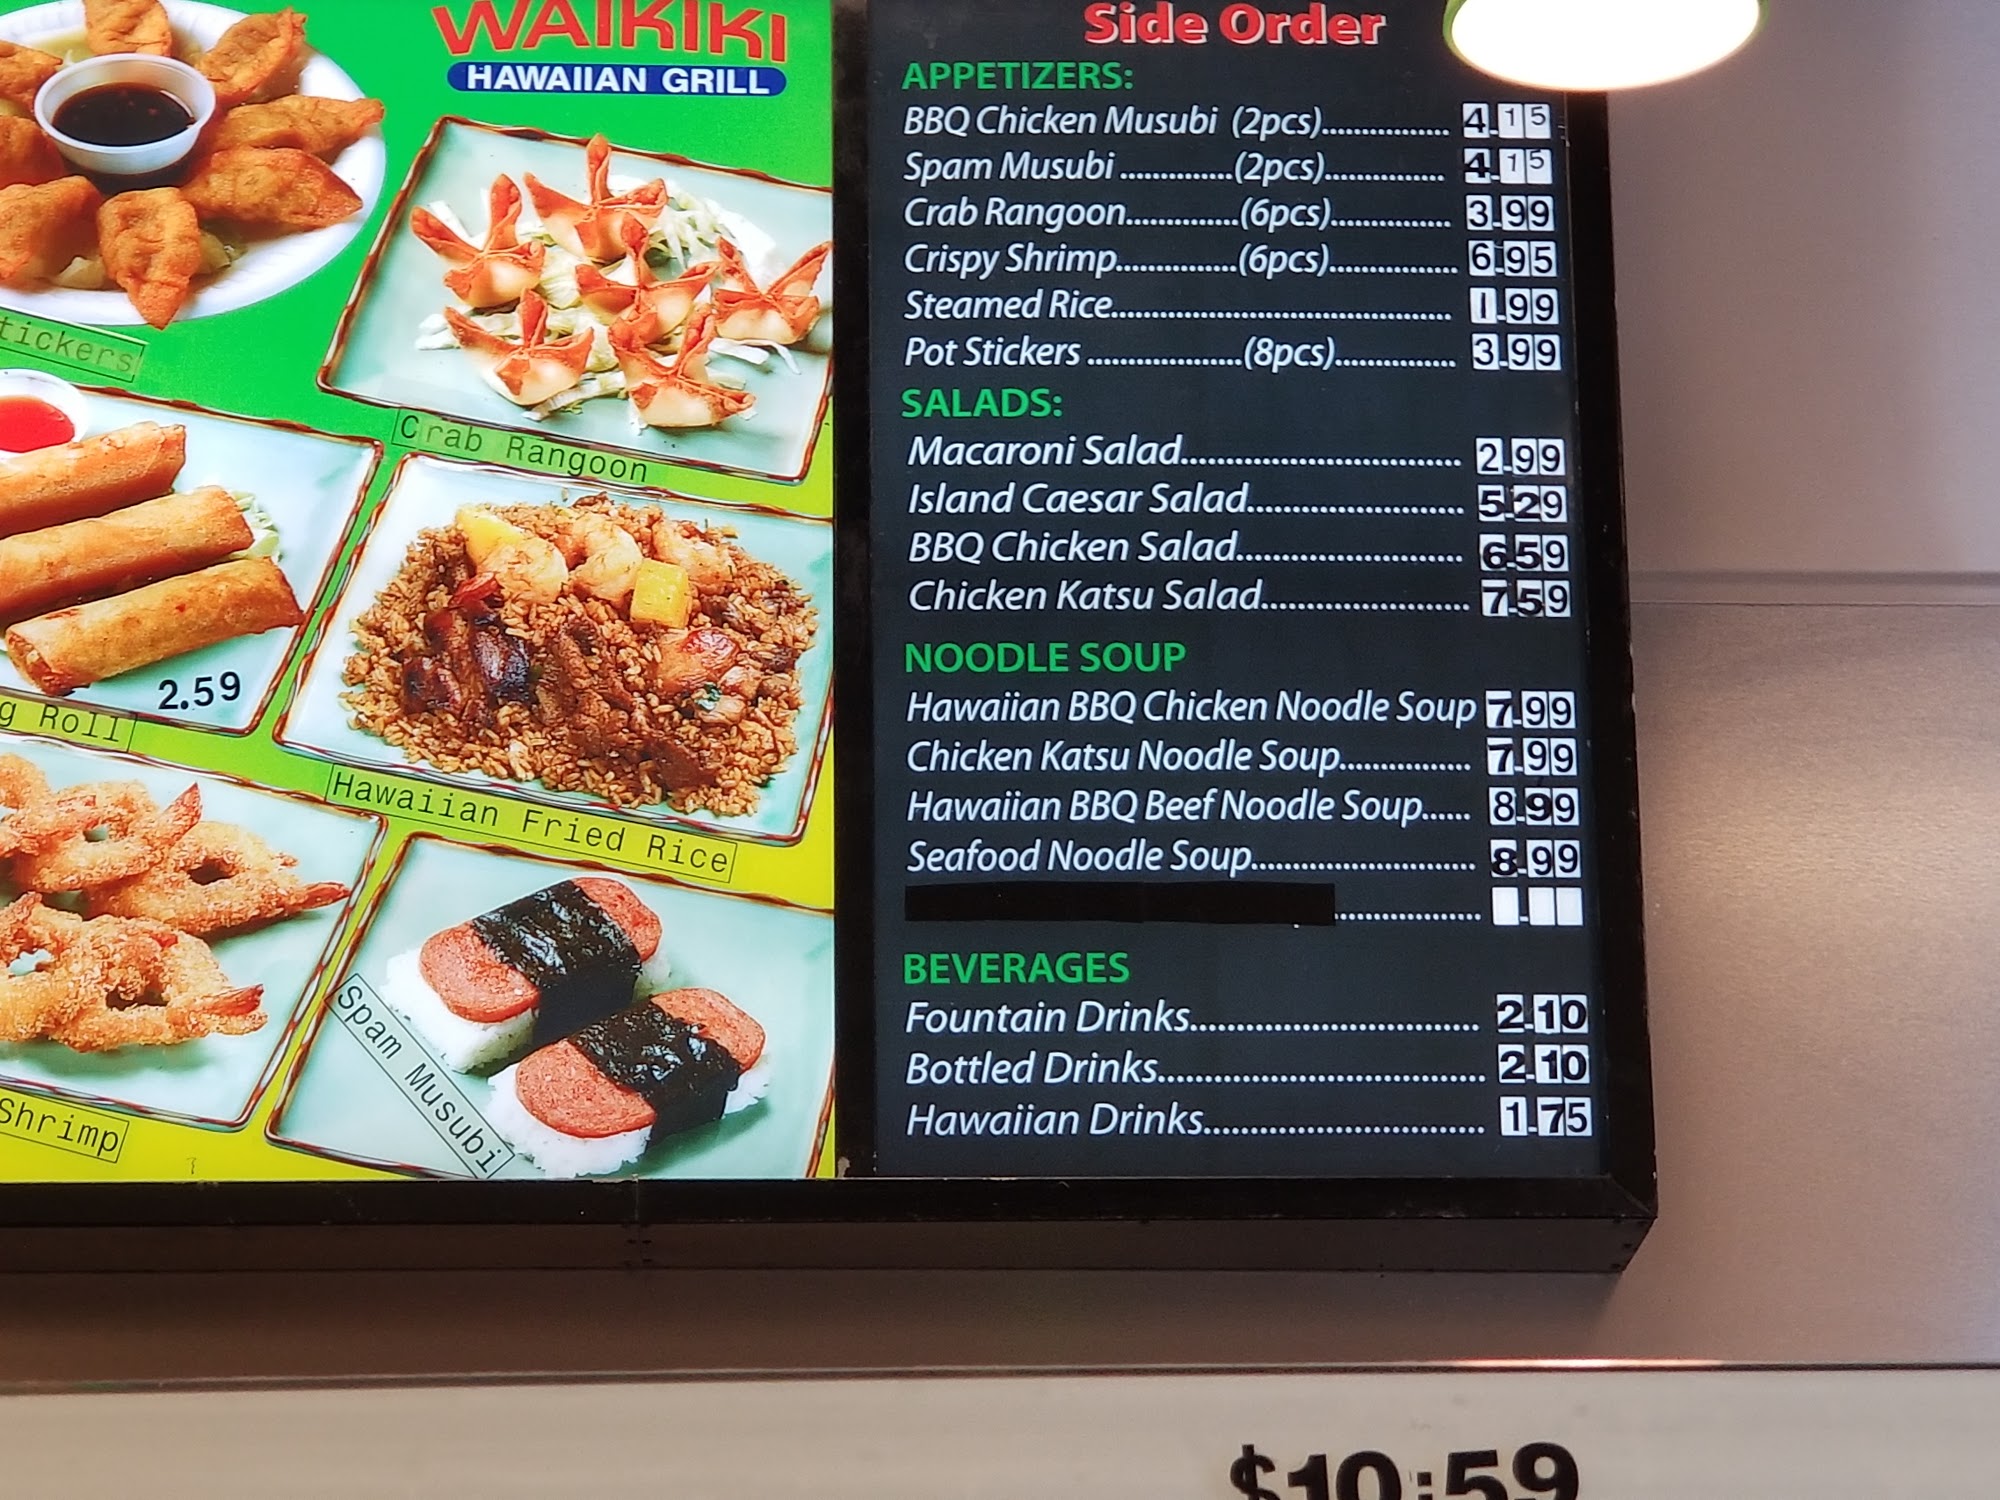 WAIKIKI
HAWAIIAN GRILL
tickers
Crab Rangoon
2.59
g Roll
Hawaiian Fried Rice
Shrimp
Spam Musubi
Side Order
APPETIZERS:
BBQ Chicken Musubi (2pcs)................ 4.15
Spam Musubi ..............(2pcs)............... 4.15
Crab Rangoon..............(6pcs)............... 3.99
Crispy Shrimp...............(6pcs)................ 6.95
Steamed Rice........................................... 1.99
Pot Stickers ...................(8pcs)............... 3.99
SALADS:
Macaroni Salad................................... 2.99
Island Caesar Salad........................... 5.29
BBQ Chicken Salad............................ 6.59
Chicken Katsu Salad.......................... 7.59
NOODLE SOUP
Hawaiian BBQ Chicken Noodle Soup 7.99
Chicken Katsu Noodle Soup................ 7.99
Hawaiian BBQ Beef Noodle Soup...... 8.99
Seafood Noodle Soup............................ 8.99
BEVERAGES
Fountain Drinks.................................... 2.10
Bottled Drinks......................................... 2.10
Hawaiian Drinks................................... 1.75
$10:59